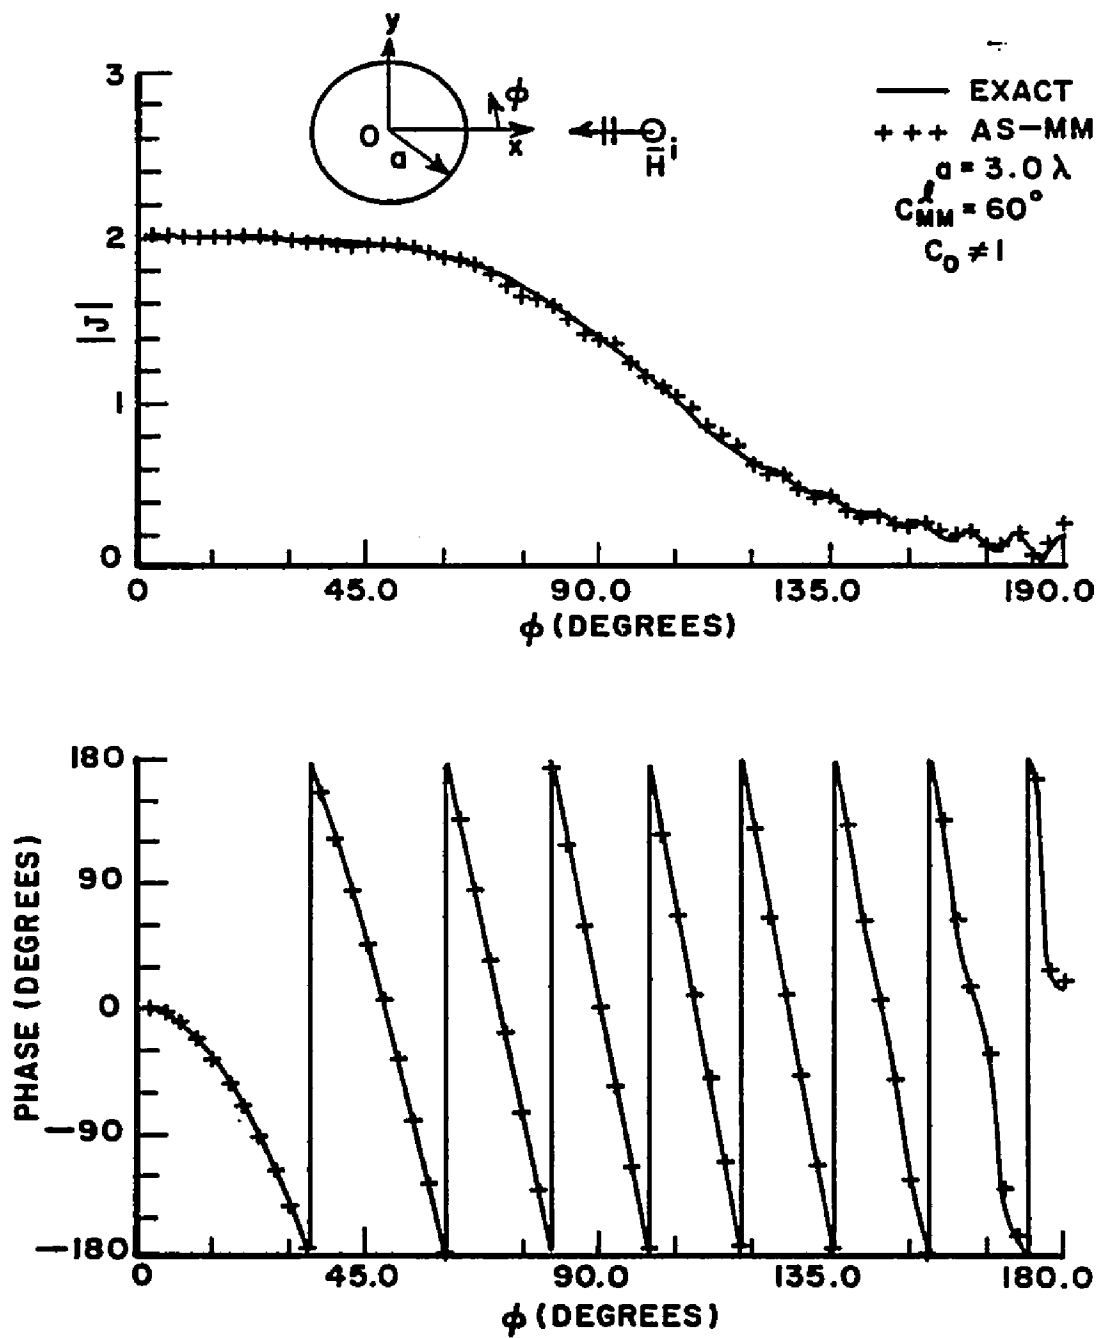 y
3
ϕ
O
x
a
H̅ⁱ
— EXACT
+++ AS-MM
a = 3.0 λ
C^ℓ_MM = 60°
C_D ≠ 1
2
|J|
1
0
0 45.0 90.0 135.0 190.0
ϕ (DEGREES)
180
90
0
-90
-180
PHASE (DEGREES)
0 45.0 90.0 135.0 180.0
ϕ (DEGREES)